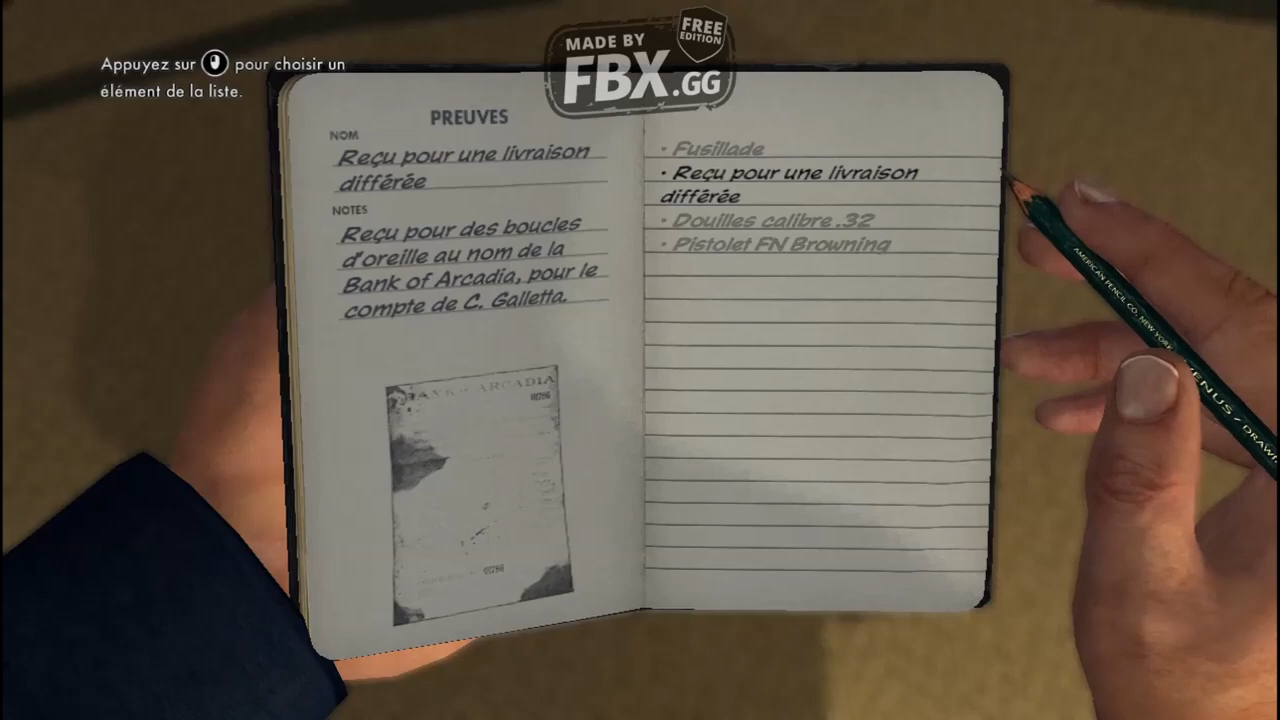 Appuyez sur pour choisir un
élément de la liste.
MADE BY
FREE
EDITION
FBX.GG
PREUVES
NOM
Reçu pour une livraison
différée
NOTES
Reçu pour des boucles
d'oreille au nom de la
Bank of Arcadia, pour le
compte de C. Galletta.
BANK OF ARCADIA
• Fusillade
• Reçu pour une livraison
différée
• Douilles calibre .32
• Pistolet FN Browning
AMERICAN PENCIL CO. NEW YORK
VENUS / DRAWI